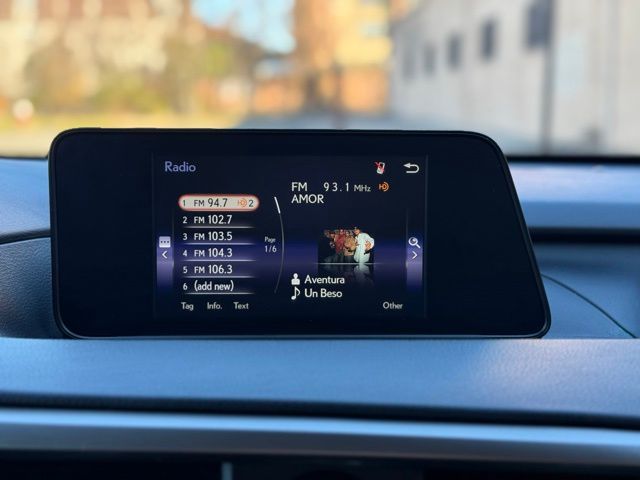 Radio
1 FM 94.7 2
2 FM 102.7
3 FM 103.5
4 FM 104.3
5 FM 106.3
6 (add new)
Page
1/6
FM 93.1 MHz
AMOR
Aventura
Un Beso
Tag Info. Text Other